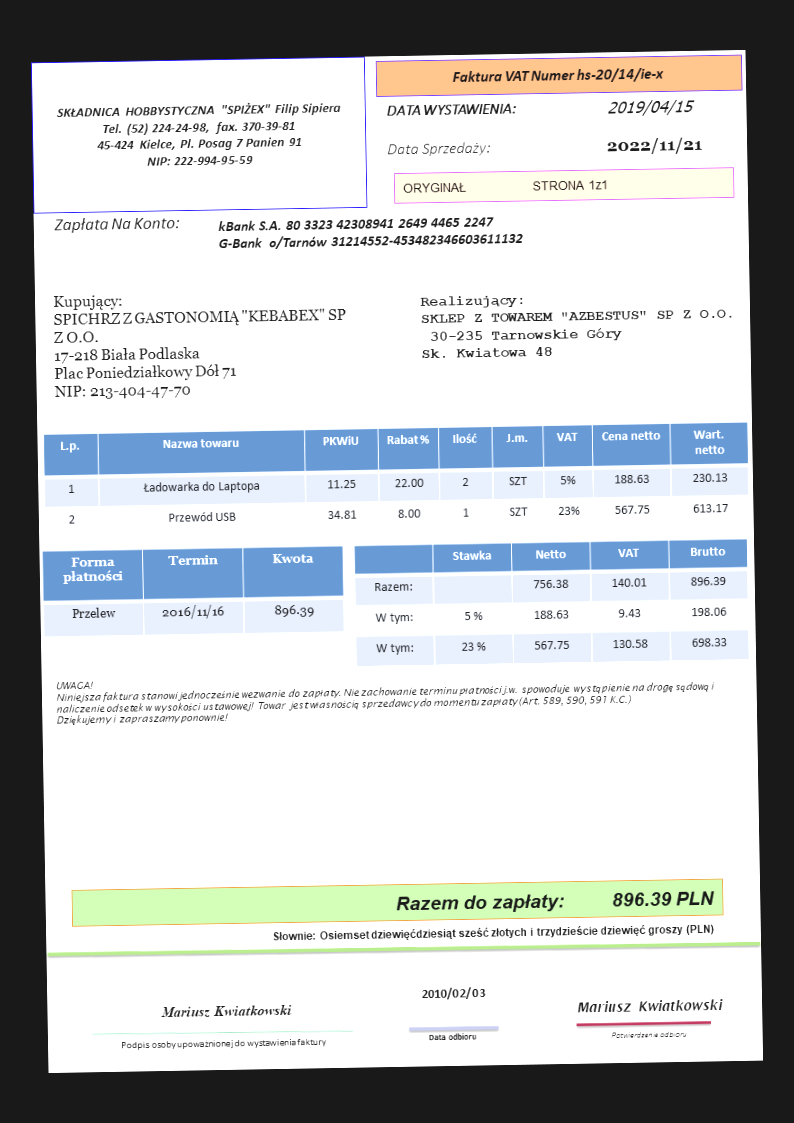 SKŁADNICA HOBBYSTYCZNA "SPIŻEX" Filip Sipiera
Tel. (52) 224-24-98, fax. 370-39-81
45-424 Kielce, Pl. Posag 7 Panien 91
NIP: 222-994-95-59
Faktura VAT Numer hs-20/14/ie-x
DATA WYSTAWIENIA: 2019/04/15
Data Sprzedaży: 2022/11/21
ORYGINAŁ STRONA 1z1
Zapłata Na Konto: kBank S.A. 80 3323 42308941 2649 4465 2247
G-Bank o/Tarnów 31214552-453482346603611132
Kupujący:
SPICHRZ Z GASTONOMIĄ "KEBABEX" SP
Z O.O.
17-218 Biała Podlaska
Plac Poniedziałkowy Dół 71
NIP: 213-404-47-70
Realizujący:
SKLEP Z TOWAREM "AZBESTUS" SP Z O.O.
30-235 Tarnowskie Góry
Sk. Kwiatowa 48
L.p. Nazwa towaru PKWiU Rabat % Ilość J.m. VAT Cena netto Wart. netto
1 Ładowarka do Laptopa 11.25 22.00 2 SZT 5% 188.63 230.13
2 Przewód USB 34.81 8.00 1 SZT 23% 567.75 613.17
Forma płatności Termin Kwota
Przelew 2016/11/16 896.39
Stawka Netto VAT Brutto
Razem: 756.38 140.01 896.39
W tym: 5 % 188.63 9.43 198.06
W tym: 23 % 567.75 130.58 698.33
UWAGA!
Niniejsza faktura stanowi jednocześnie wezwanie do zapłaty. Nie zachowanie terminu płatności j.w. spowoduje wystąpienie na drogę sądową i
naliczenie odsetek w wysokości ustawowej! Towar jest własnością sprzedawcy do momentu zapłaty (Art. 589, 590, 591 K.C.)
Dziękujemy i zapraszamy ponownie!
Razem do zapłaty: 896.39 PLN
Słownie: Osiemset dziewięćdziesiąt sześć złotych i trzydzieście dziewięć groszy (PLN)
Mariusz Kwiatkowski
Podpis osoby upoważnionej do wystawienia faktury
2010/02/03
Data odbioru
Mariusz Kwiatkowski
Potwierdzenie odbioru